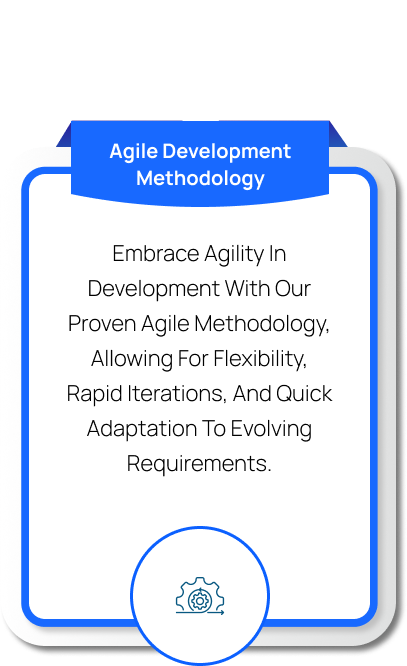 Agile Development
Methodology
Embrace Agility In
Development With Our
Proven Agile Methodology,
Allowing For Flexibility,
Rapid Iterations, And Quick
Adaptation To Evolving
Requirements.